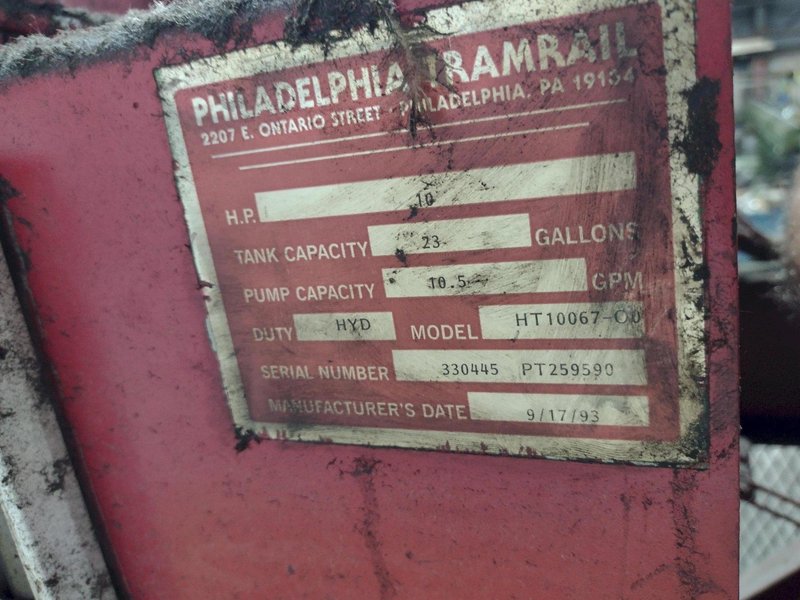 PHILADELPHIA TRAMRAIL
2207 E. ONTARIO STREET · PHILADELPHIA, PA 19134
H.P. 10
TANK CAPACITY 23 GALLONS
PUMP CAPACITY 10.5 GPM
DUTY HYD MODEL HT10067-00
SERIAL NUMBER 330445 PT259590
MANUFACTURER'S DATE 9/17/93